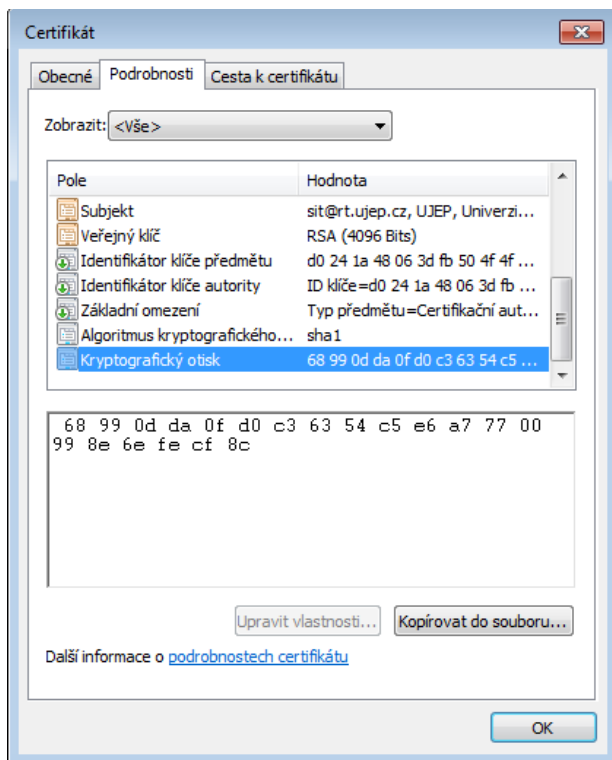 Certifikát
Obecné Podrobnosti Cesta k certifikátu
Zobrazit: <Vše>
Pole Hodnota
Subjekt sit@rt.ujep.cz, UJEP, Univerzi...
Veřejný klíč RSA (4096 Bits)
Identifikátor klíče předmětu d0 24 1a 48 06 3d fb 50 4f 4f ...
Identifikátor klíče autority ID klíče=d0 24 1a 48 06 3d fb ...
Základní omezení Typ předmětu=Certifikační aut...
Algoritmus kryptografického... sha1
Kryptografický otisk 68 99 0d da 0f d0 c3 63 54 c5 ...
68 99 0d da 0f d0 c3 63 54 c5 e6 a7 77 00
99 8e 6e fe cf 8c
Upravit vlastnosti... Kopírovat do souboru...
Další informace o podrobnostech certifikátu
OK